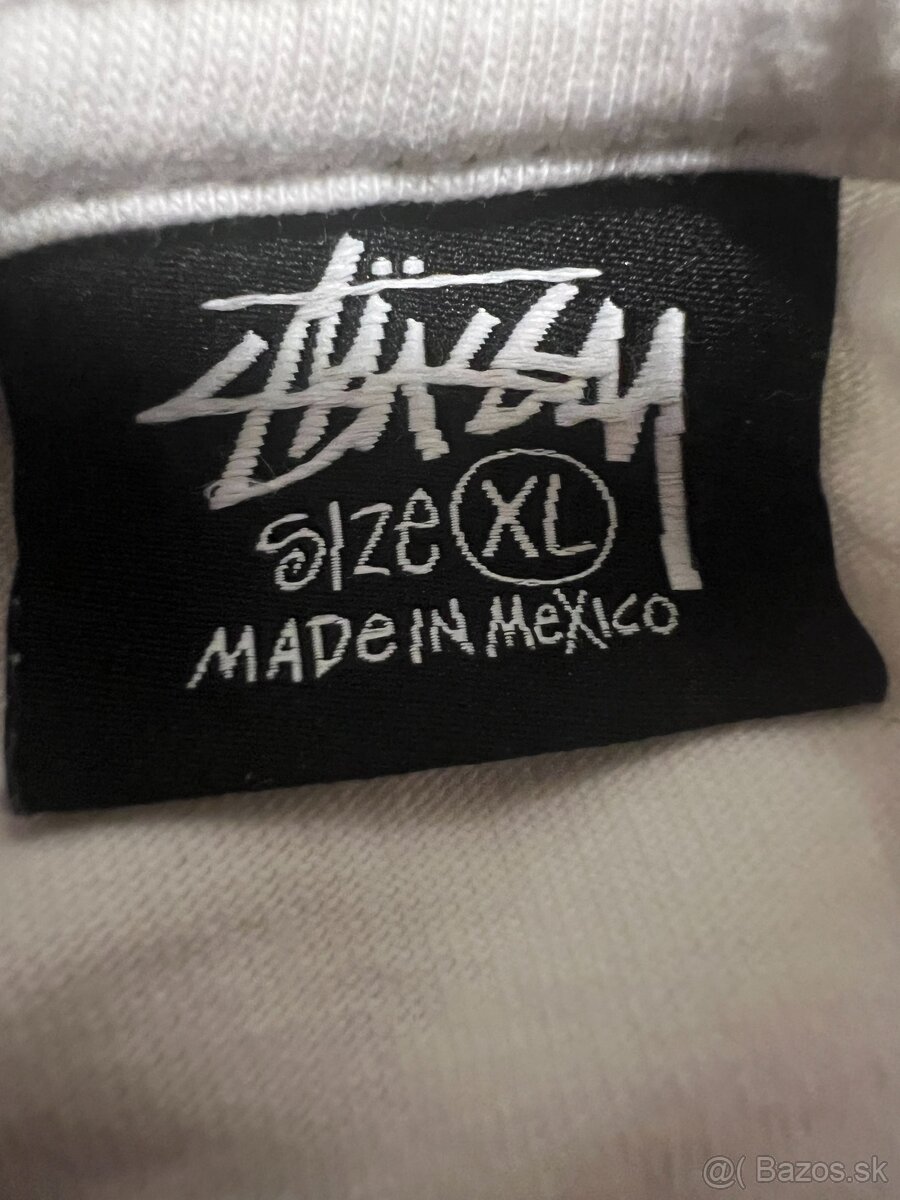 STÜSSY
SIze XL
MADe IN MeXICO
@( Bazos.sk